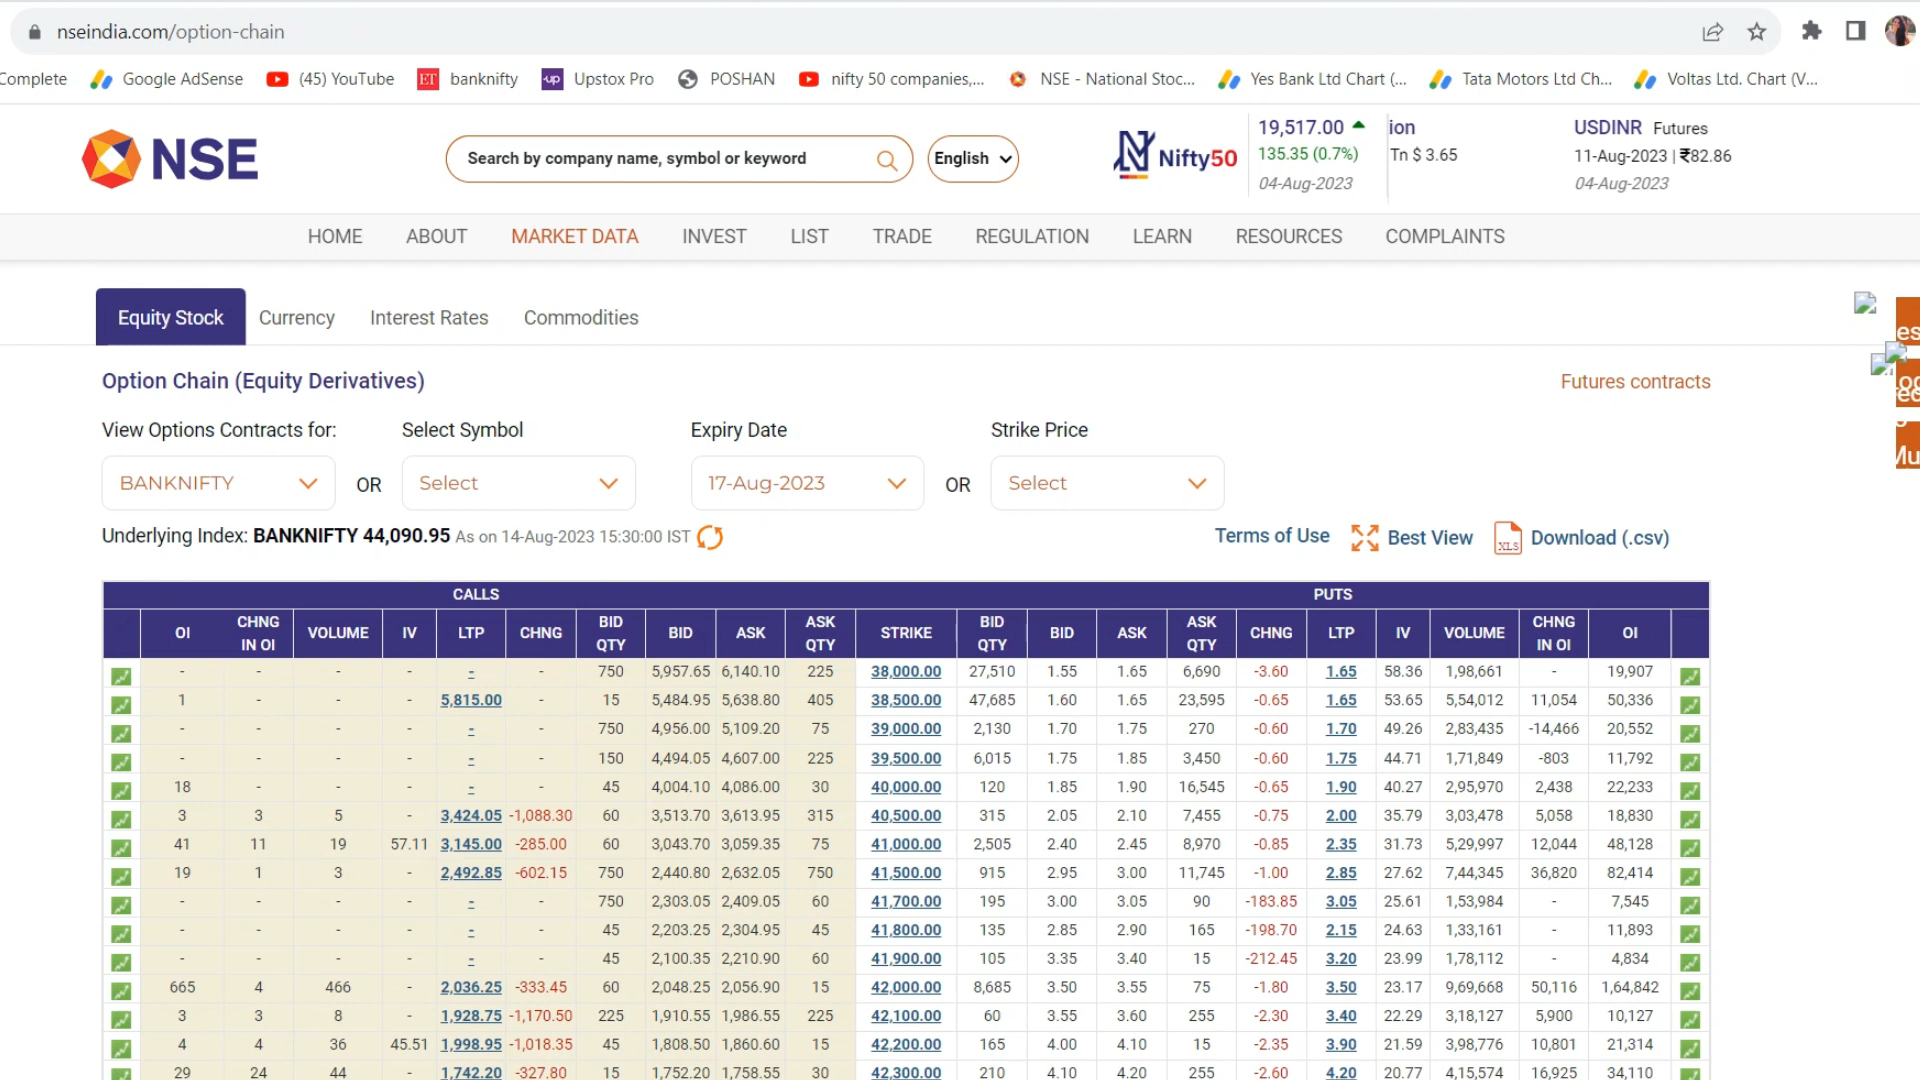 nseindia.com/option-chain
Complete Google AdSense (45) YouTube ET banknifty up Upstox Pro POSHAN nifty 50 companies,... NSE - National Stoc... Yes Bank Ltd Chart (... Tata Motors Ltd Ch... Voltas Ltd. Chart (V...
NSE Search by company name, symbol or keyword English Nifty50
19,517.00 ion USDINR Futures
135.35 (0.7%) Tn $ 3.65 11-Aug-2023 | ₹82.86
04-Aug-2023 04-Aug-2023
HOME ABOUT MARKET DATA INVEST LIST TRADE REGULATION LEARN RESOURCES COMPLAINTS
Equity Stock Currency Interest Rates Commodities
Option Chain (Equity Derivatives) Futures contracts
View Options Contracts for: Select Symbol Expiry Date Strike Price
BANKNIFTY OR Select 17-Aug-2023 OR Select
Underlying Index: BANKNIFTY 44,090.95 As on 14-Aug-2023 15:30:00 IST Terms of Use Best View XLS Download (.csv)
CALLS PUTS
OI CHNG IN OI VOLUME IV LTP CHNG BID QTY BID ASK ASK QTY STRIKE BID QTY BID ASK ASK QTY CHNG LTP IV VOLUME CHNG IN OI OI
- - - - - - 750 5,957.65 6,140.10 225 38,000.00 27,510 1.55 1.65 6,690 -3.60 1.65 58.36 1,98,661 - 19,907
1 - - - 5,815.00 - 15 5,484.95 5,638.80 405 38,500.00 47,685 1.60 1.65 23,595 -0.65 1.65 53.65 5,54,012 11,054 50,336
- - - - - - 750 4,956.00 5,109.20 75 39,000.00 2,130 1.70 1.75 270 -0.60 1.70 49.26 2,83,435 -14,466 20,552
- - - - - - 150 4,494.05 4,607.00 225 39,500.00 6,015 1.75 1.85 3,450 -0.60 1.75 44.71 1,71,849 -803 11,792
18 - - - - - 45 4,004.10 4,086.00 30 40,000.00 120 1.85 1.90 16,545 -0.65 1.90 40.27 2,95,970 2,438 22,233
3 3 5 - 3,424.05 -1,088.30 60 3,513.70 3,613.95 315 40,500.00 315 2.05 2.10 7,455 -0.75 2.00 35.79 3,03,478 5,058 18,830
41 11 19 57.11 3,145.00 -285.00 60 3,043.70 3,059.35 75 41,000.00 2,505 2.40 2.45 8,970 -0.85 2.35 31.73 5,29,997 12,044 48,128
19 1 3 - 2,492.85 -602.15 750 2,440.80 2,632.05 750 41,500.00 915 2.95 3.00 11,745 -1.00 2.85 27.62 7,44,345 36,820 82,414
- - - - - - 750 2,303.05 2,409.05 60 41,700.00 195 3.00 3.05 90 -183.85 3.05 25.61 1,53,984 - 7,545
- - - - - - 45 2,203.25 2,304.95 45 41,800.00 135 2.85 2.90 165 -198.70 2.15 24.63 1,33,161 - 11,893
- - - - - - 45 2,100.35 2,210.90 60 41,900.00 105 3.35 3.40 15 -212.45 3.20 23.99 1,78,112 - 4,834
665 4 466 - 2,036.25 -333.45 60 2,048.25 2,056.90 15 42,000.00 8,685 3.50 3.55 75 -1.80 3.50 23.17 9,69,668 50,116 1,64,842
3 3 8 - 1,928.75 -1,170.50 225 1,910.55 1,986.55 225 42,100.00 60 3.55 3.60 255 -2.30 3.40 22.29 3,18,127 5,900 10,127
4 4 36 45.51 1,998.95 -1,018.35 45 1,808.50 1,860.60 15 42,200.00 165 4.00 4.10 15 -2.35 3.90 21.59 3,98,776 10,801 21,314
29 24 44 - 1,742.20 -327.80 15 1,752.20 1,758.55 30 42,300.00 210 4.10 4.20 255 -2.60 4.20 20.77 4,15,574 16,925 34,110